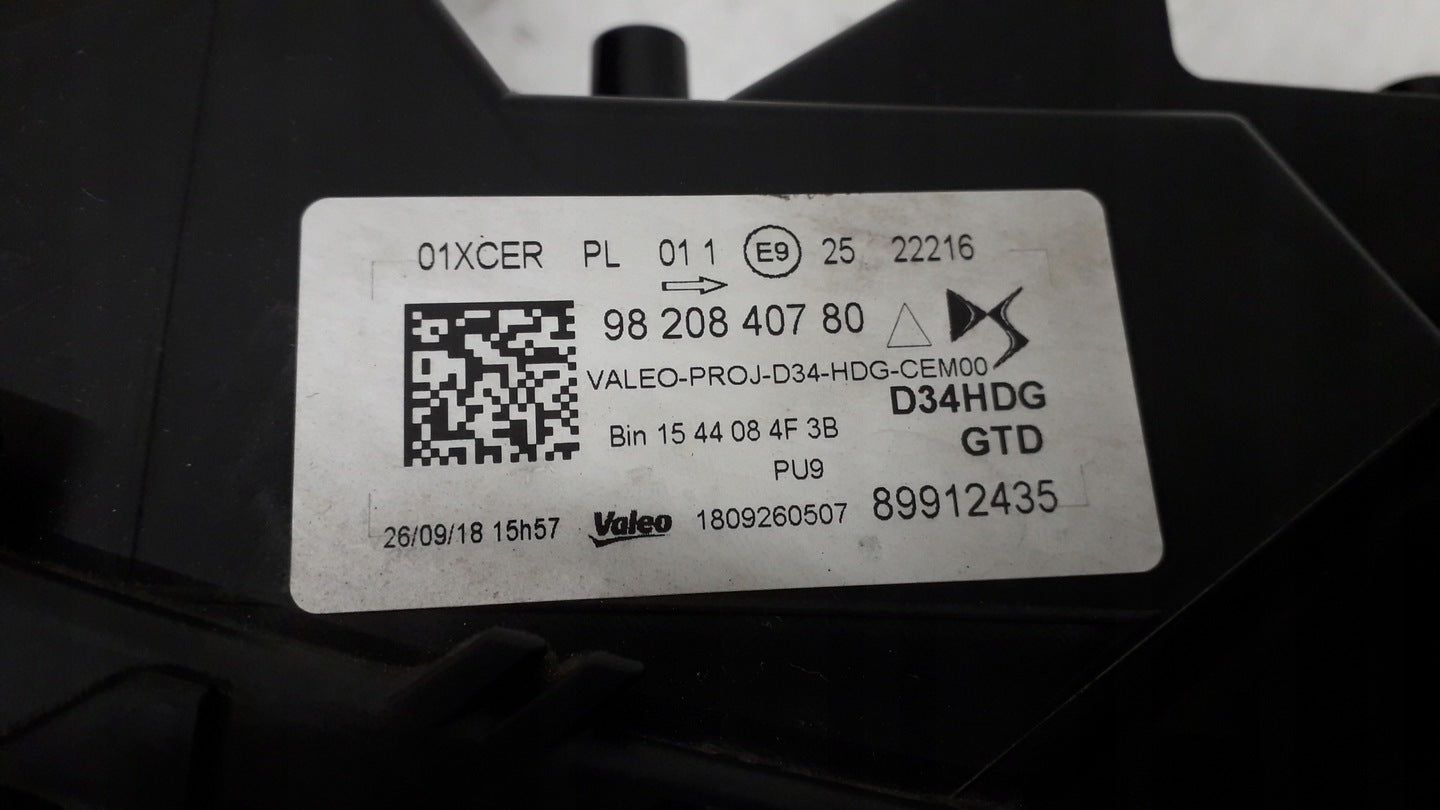 01XCER PL 01 1 E9 25 22216
98 208 407 80 DS
VALEO-PROJ-D34-HDG-CEM00
D34HDG
Bin 15 44 08 4F 3B GTD
PU9
26/09/18 15h57 Valeo 1809260507 89912435